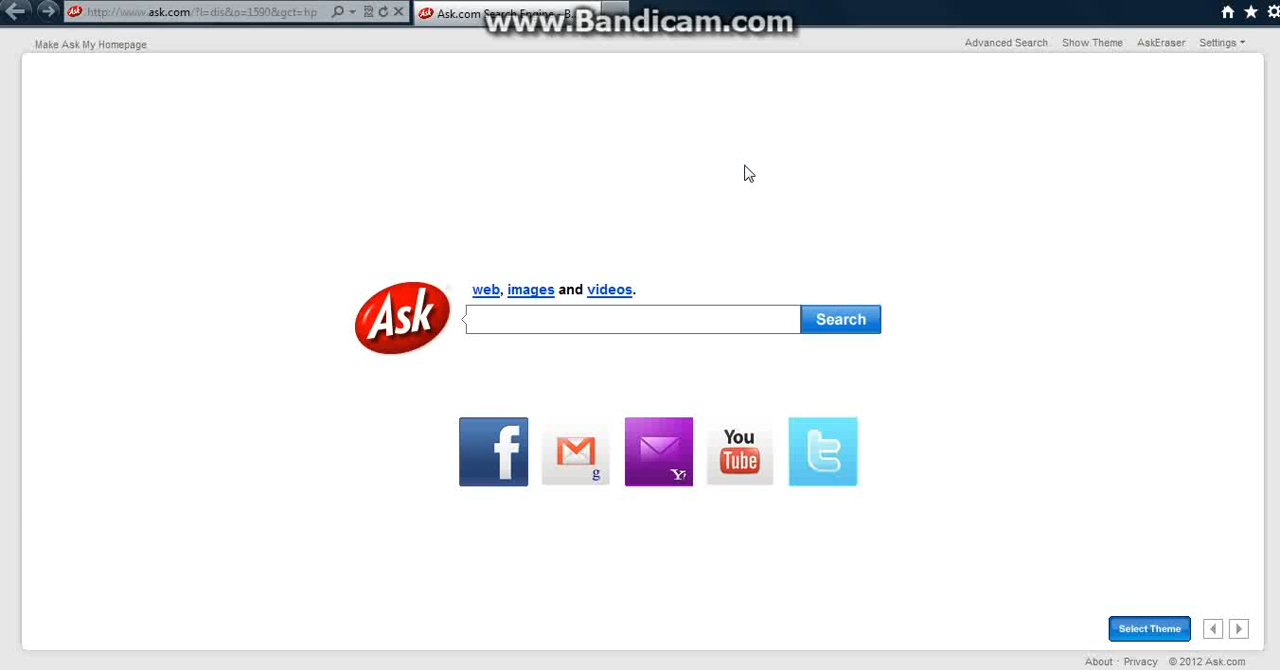 http://www.ask.com/?l=dis&o=1590&gct=hp
Ask.com Search Engine - B...
www.Bandicam.com
Make Ask My Homepage
Advanced Search
Show Theme
AskEraser
Settings
Ask
web, images and videos.
Search
f
M
g
Y!
You
Tube
t
Select Theme
About · Privacy © 2012 Ask.com